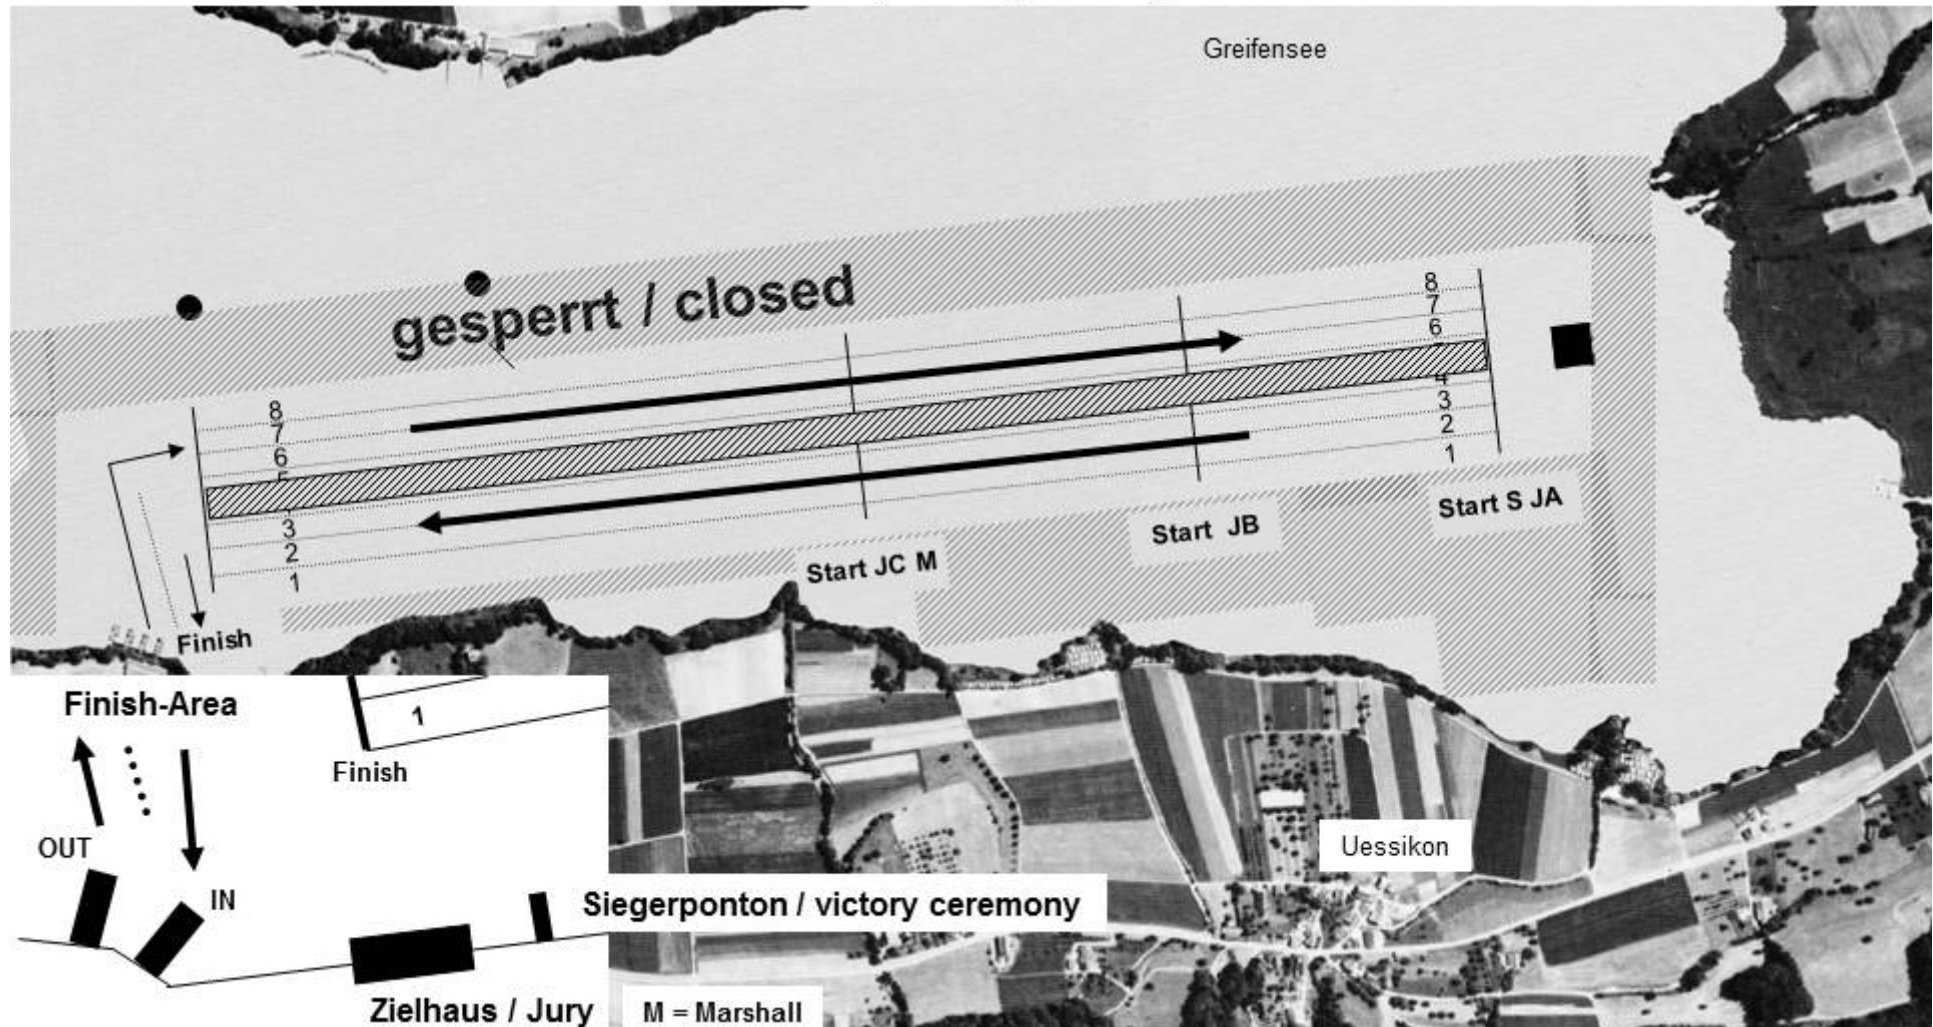 Greifensee
gesperrt / closed
8
7
6
4
3
2
1
8
7
6
5
3
2
1
Start S JA
Start JB
Start JC M
Finish
Finish-Area
1
Finish
OUT
IN
Uessikon
Siegerponton / victory ceremony
Zielhaus / Jury
M = Marshall